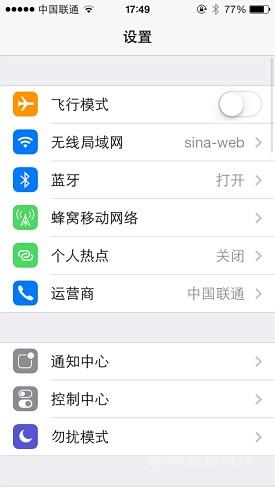 中国联通 17:49 77%
设置
飞行模式
无线局域网 sina-web
蓝牙 打开
蜂窝移动网络
个人热点 关闭
运营商 中国联通
通知中心
控制中心
勿扰模式